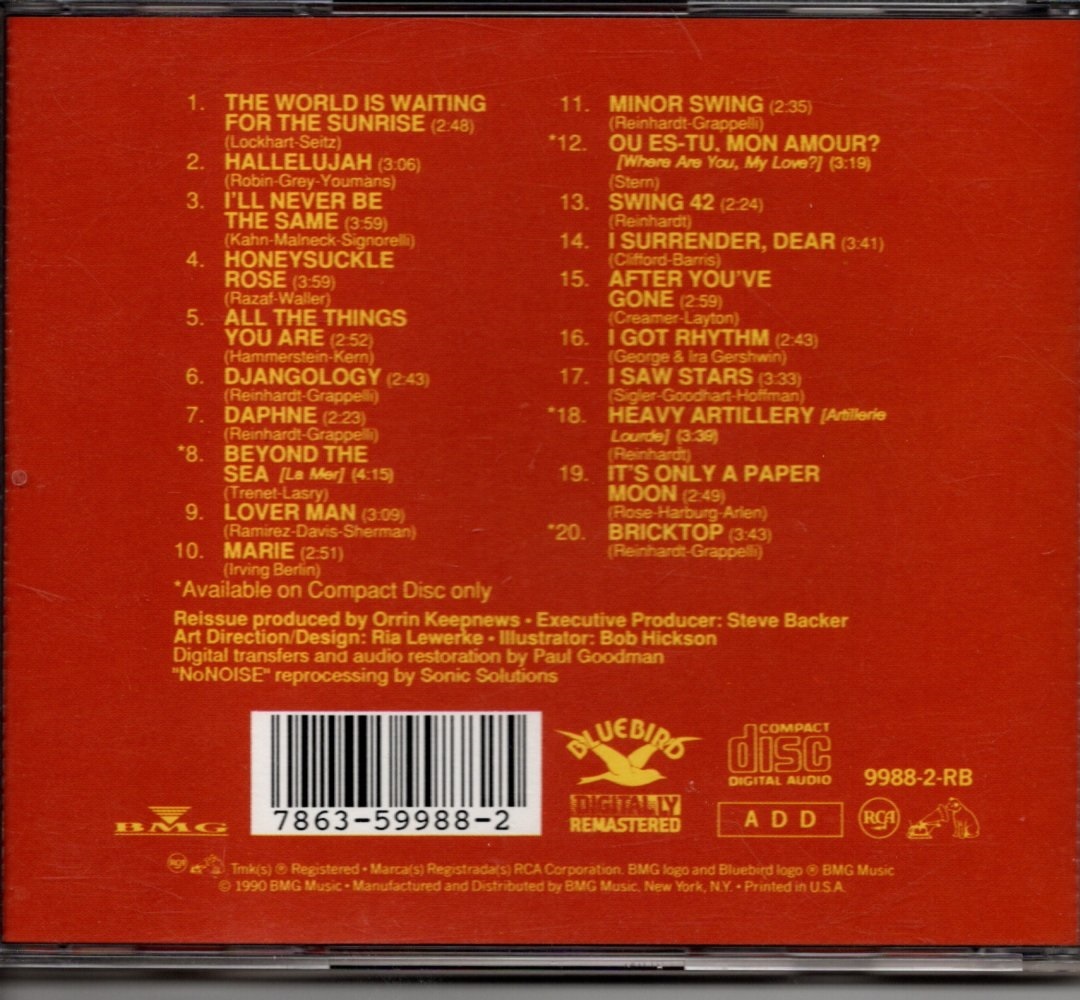 1. THE WORLD IS WAITING
FOR THE SUNRISE (2:48)
(Lockhart-Seitz)
2. HALLELUJAH (3:06)
(Robin-Grey-Youmans)
3. I'LL NEVER BE
THE SAME (3:59)
(Kahn-Malneck-Signorelli)
4. HONEYSUCKLE
ROSE (3:59)
(Razaf-Waller)
5. ALL THE THINGS
YOU ARE (2:52)
(Hammerstein-Kern)
6. DJANGOLOGY (2:43)
(Reinhardt-Grappelli)
7. DAPHNE (2:23)
(Reinhardt-Grappelli)
*8. BEYOND THE
SEA [La Mer] (4:15)
(Trenet-Lasry)
9. LOVER MAN (3:09)
(Ramirez-Davis-Sherman)
10. MARIE (2:51)
(Irving Berlin)
11. MINOR SWING (2:35)
(Reinhardt-Grappelli)
*12. OU ES-TU, MON AMOUR?
[Where Are You, My Love?] (3:19)
(Stern)
13. SWING 42 (2:24)
(Reinhardt)
14. I SURRENDER, DEAR (3:41)
(Clifford-Barris)
15. AFTER YOU'VE
GONE (2:59)
(Creamer-Layton)
16. I GOT RHYTHM (2:43)
(George & Ira Gershwin)
17. I SAW STARS (3:33)
(Sigler-Goodhart-Hoffman)
*18. HEAVY ARTILLERY [Artillerie
Lourde] (3:39)
(Reinhardt)
19. IT'S ONLY A PAPER
MOON (2:49)
(Rose-Harburg-Arlen)
*20. BRICKTOP (3:43)
(Reinhardt-Grappelli)
*Available on Compact Disc only
Reissue produced by Orrin Keepnews • Executive Producer: Steve Backer
Art Direction/Design: Ria Lewerke • Illustrator: Bob Hickson
Digital transfers and audio restoration by Paul Goodman
"NoNOISE" reprocessing by Sonic Solutions
BMG
7863-59988-2
BLUEBIRD
DIGITALLY
REMASTERED
COMPACT
disc
DIGITAL AUDIO
ADD
9988-2-RB
RCA
Tmk(s) ® Registered • Marca(s) Registrada(s) RCA Corporation. BMG logo and Bluebird logo ® BMG Music
© 1990 BMG Music • Manufactured and Distributed by BMG Music, New York, N.Y. • Printed in U.S.A.